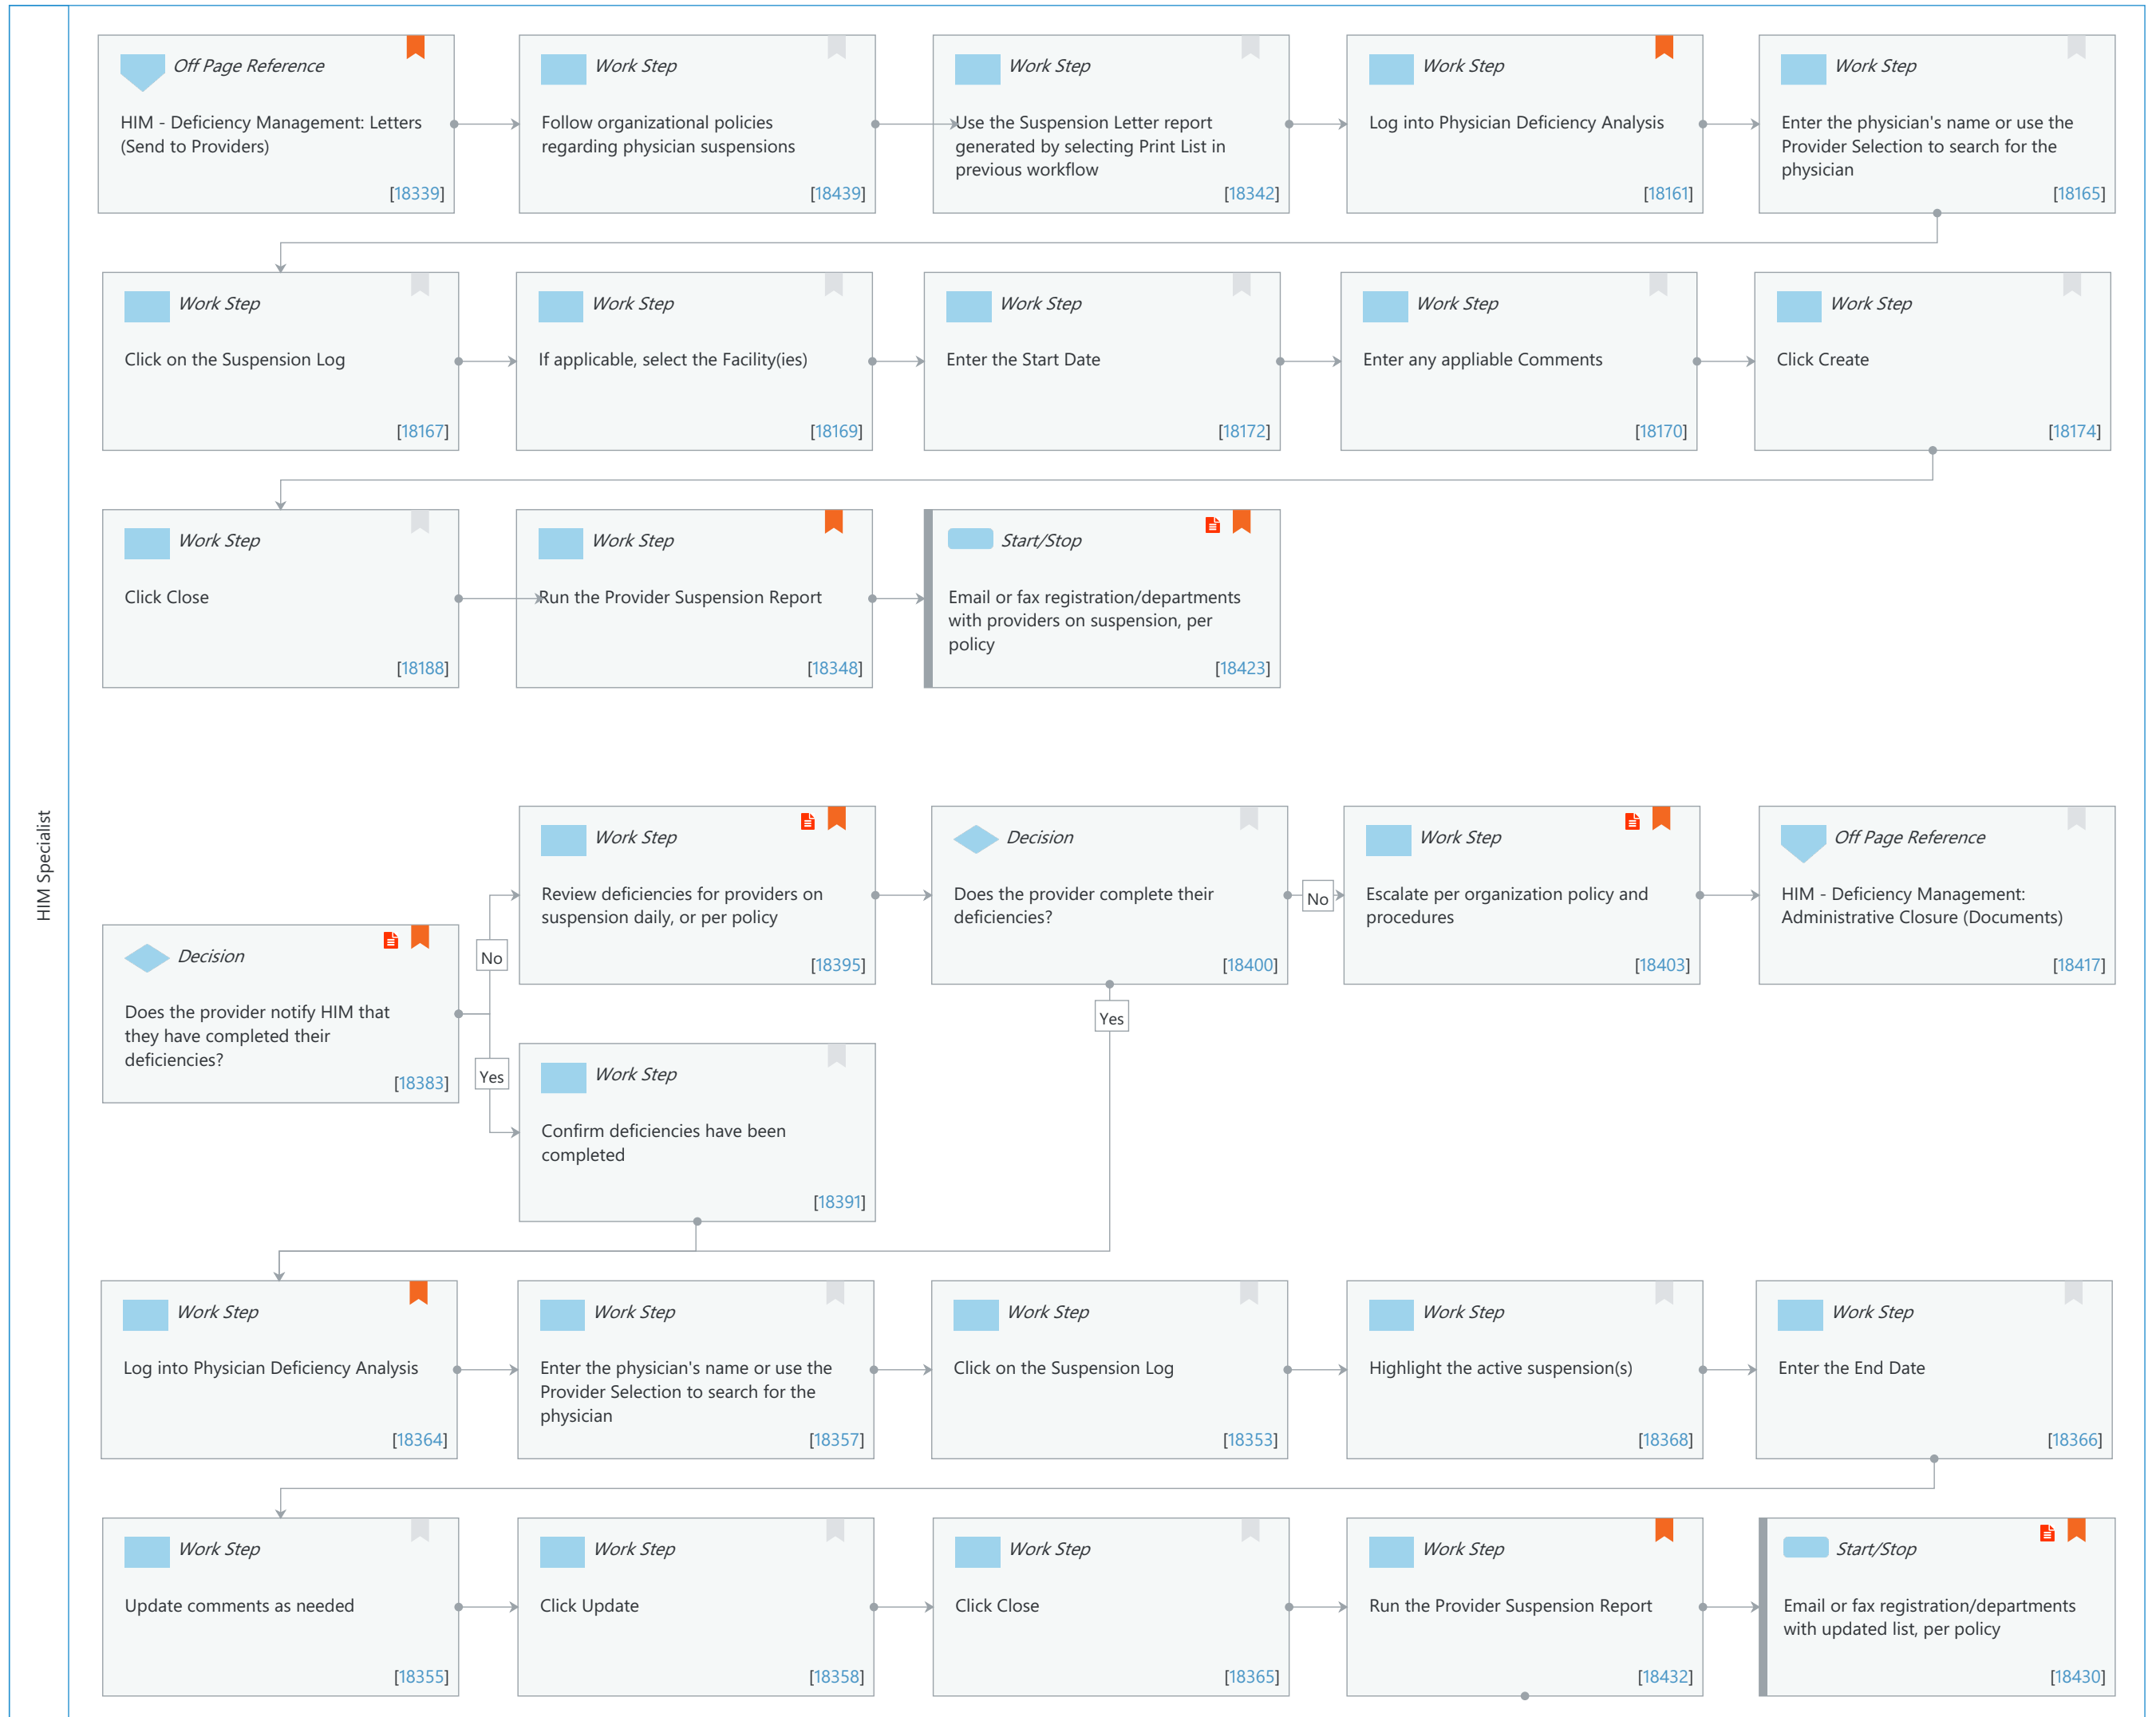 HIM Specialist
Off Page Reference
HIM - Deficiency Management: Letters
(Send to Providers)
[18339]
Work Step
Follow organizational policies
regarding physician suspensions
[18439]
Work Step
Use the Suspension Letter report
generated by selecting Print List in
previous workflow
[18342]
Work Step
Log into Physician Deficiency Analysis
[18161]
Work Step
Enter the physician's name or use the
Provider Selection to search for the
physician
[18165]
Work Step
Click on the Suspension Log
[18167]
Work Step
If applicable, select the Facility(ies)
[18169]
Work Step
Enter the Start Date
[18172]
Work Step
Enter any appliable Comments
[18170]
Work Step
Click Create
[18174]
Work Step
Click Close
[18188]
Work Step
Run the Provider Suspension Report
[18348]
Start/Stop
Email or fax registration/departments
with providers on suspension, per
policy
[18423]
Decision
Does the provider notify HIM that
they have completed their
deficiencies?
[18383]
No
Yes
Work Step
Review deficiencies for providers on
suspension daily, or per policy
[18395]
Decision
Does the provider complete their
deficiencies?
[18400]
No
Yes
Work Step
Escalate per organization policy and
procedures
[18403]
Off Page Reference
HIM - Deficiency Management:
Administrative Closure (Documents)
[18417]
Work Step
Confirm deficiencies have been
completed
[18391]
Work Step
Log into Physician Deficiency Analysis
[18364]
Work Step
Enter the physician's name or use the
Provider Selection to search for the
physician
[18357]
Work Step
Click on the Suspension Log
[18353]
Work Step
Highlight the active suspension(s)
[18368]
Work Step
Enter the End Date
[18366]
Work Step
Update comments as needed
[18355]
Work Step
Click Update
[18358]
Work Step
Click Close
[18365]
Work Step
Run the Provider Suspension Report
[18432]
Start/Stop
Email or fax registration/departments
with updated list, per policy
[18430]